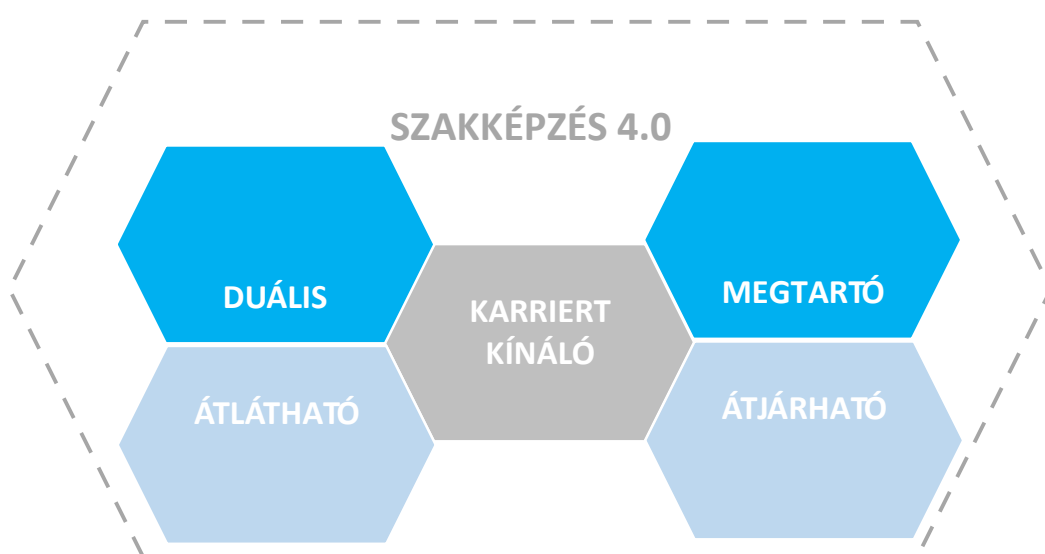 SZAKKÉPZÉS 4.0
DUÁLIS
MEGTARTÓ
KARRIERT
KÍNÁLÓ
ÁTLÁTHATÓ
ÁTJÁRHATÓ